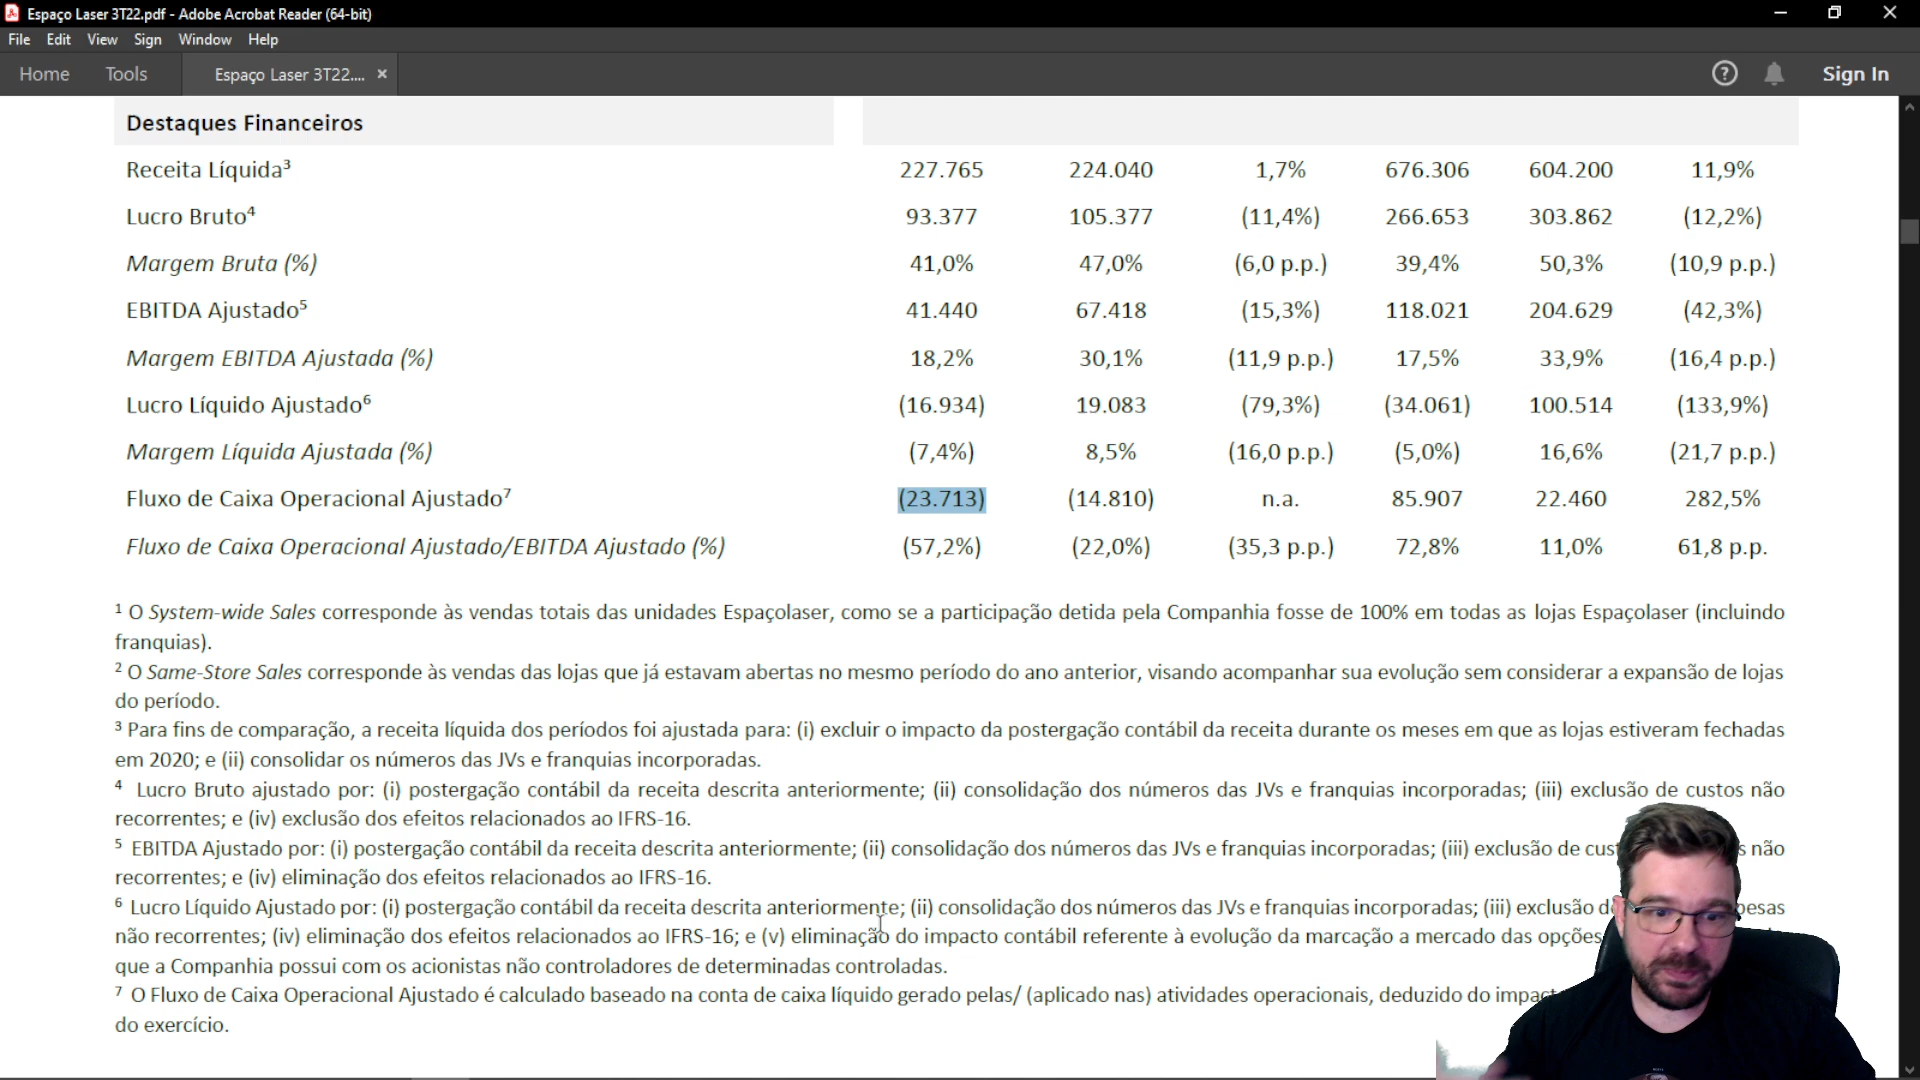 Espaço Laser 3T22.pdf - Adobe Acrobat Reader (64-bit)
File Edit View Sign Window Help
Home Tools Espaço Laser 3T22.... × ? Sign In
Destaques Financeiros
Receita Líquida³ 227.765 224.040 1,7% 676.306 604.200 11,9%
Lucro Bruto⁴ 93.377 105.377 (11,4%) 266.653 303.862 (12,2%)
Margem Bruta (%) 41,0% 47,0% (6,0 p.p.) 39,4% 50,3% (10,9 p.p.)
EBITDA Ajustado⁵ 41.440 67.418 (15,3%) 118.021 204.629 (42,3%)
Margem EBITDA Ajustada (%) 18,2% 30,1% (11,9 p.p.) 17,5% 33,9% (16,4 p.p.)
Lucro Líquido Ajustado⁶ (16.934) 19.083 (79,3%) (34.061) 100.514 (133,9%)
Margem Líquida Ajustada (%) (7,4%) 8,5% (16,0 p.p.) (5,0%) 16,6% (21,7 p.p.)
Fluxo de Caixa Operacional Ajustado⁷ (23.713) (14.810) n.a. 85.907 22.460 282,5%
Fluxo de Caixa Operacional Ajustado/EBITDA Ajustado (%) (57,2%) (22,0%) (35,3 p.p.) 72,8% 11,0% 61,8 p.p.
¹ O System-wide Sales corresponde às vendas totais das unidades Espaçolaser, como se a participação detida pela Companhia fosse de 100% em todas as lojas Espaçolaser (incluindo
franquias).
² O Same-Store Sales corresponde às vendas das lojas que já estavam abertas no mesmo período do ano anterior, visando acompanhar sua evolução sem considerar a expansão de lojas
do período.
³ Para fins de comparação, a receita líquida dos períodos foi ajustada para: (i) excluir o impacto da postergação contábil da receita durante os meses em que as lojas estiveram fechadas
em 2020; e (ii) consolidar os números das JVs e franquias incorporadas.
⁴ Lucro Bruto ajustado por: (i) postergação contábil da receita descrita anteriormente; (ii) consolidação dos números das JVs e franquias incorporadas; (iii) exclusão de custos não
recorrentes; e (iv) exclusão dos efeitos relacionados ao IFRS-16.
⁵ EBITDA Ajustado por: (i) postergação contábil da receita descrita anteriormente; (ii) consolidação dos números das JVs e franquias incorporadas; (iii) exclusão de não
recorrentes; e (iv) eliminação dos efeitos relacionados ao IFRS-16.
⁶ Lucro Líquido Ajustado por: (i) postergação contábil da receita descrita anteriormente; (ii) consolidação dos números das JVs e franquias incorporadas; (iii) exclusão
não recorrentes; (iv) eliminação dos efeitos relacionados ao IFRS-16; e (v) eliminação do impacto contábil referente à evolução da marcação a mercado das opções
que a Companhia possui com os acionistas não controladores de determinadas controladas.
⁷ O Fluxo de Caixa Operacional Ajustado é calculado baseado na conta de caixa líquido gerado pelas/ (aplicado nas) atividades operacionais, deduzido do
do exercício.